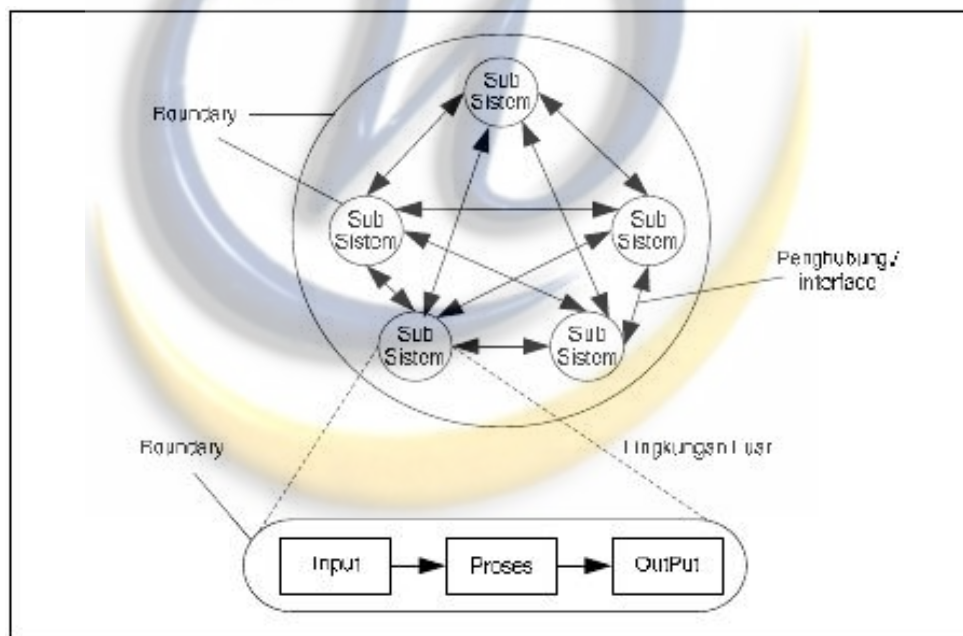 Sub
Sistem
Boundary
Sub
Sistem
Sub
Sistem
Penghubung/
interface
Sub
Sistem
Sub
Sistem
Boundary
Lingkungan Luar
Input
Proses
OutPut